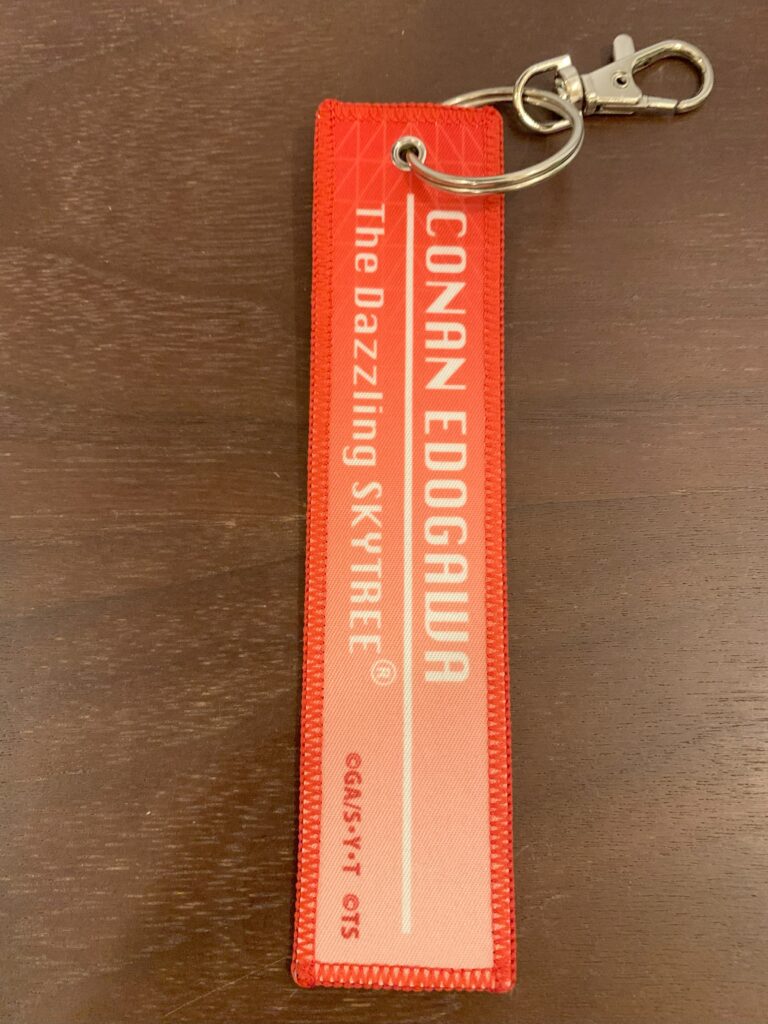 CONAN EDOGAWA
The Dazzling SKYTREE®
©GA/S・Y・T ©TS